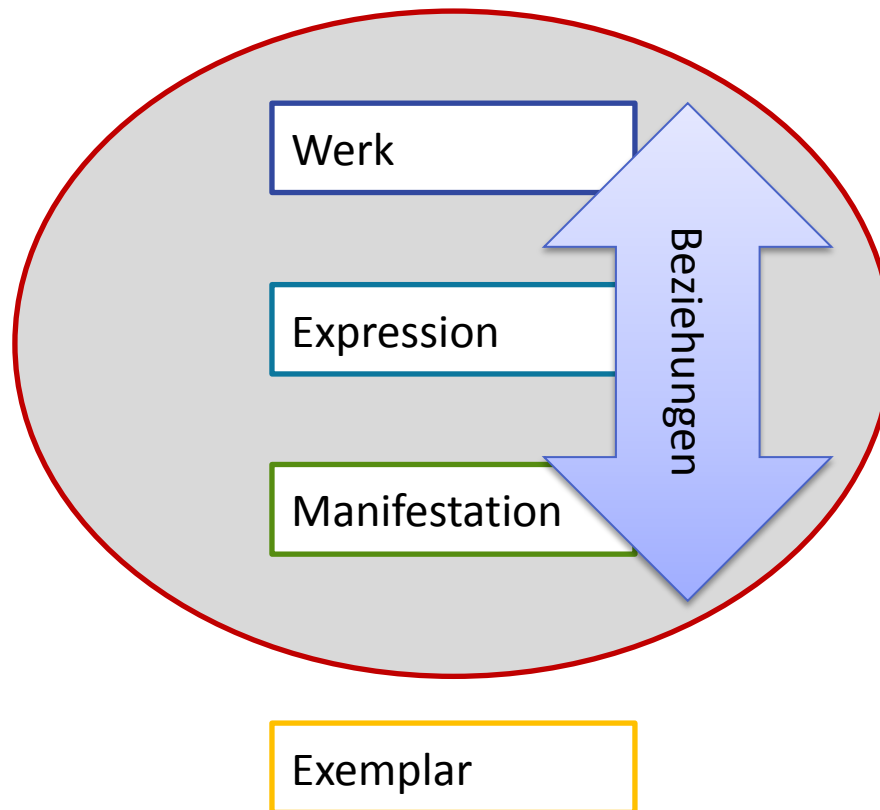 Werk
Expression
Manifestation
Beziehungen
Exemplar